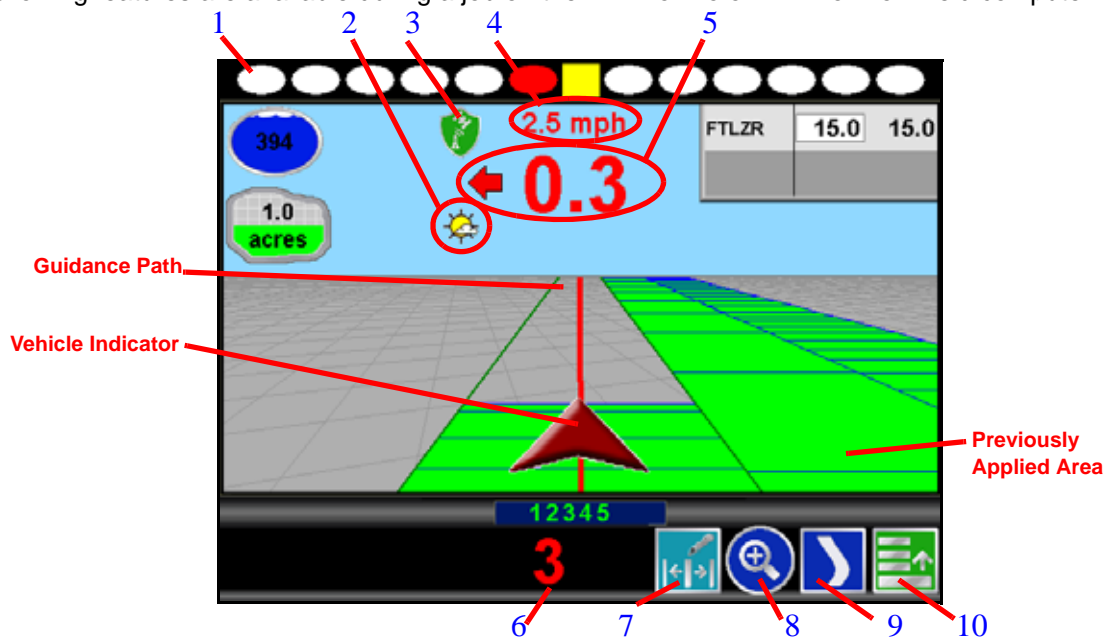 1 2 3 4 5
2.5 mph
394
FTLZR 15.0 15.0
0.3
1.0
acres
Guidance Path
Vehicle Indicator
Previously
Applied Area
12345
3
6 7 8 9 10